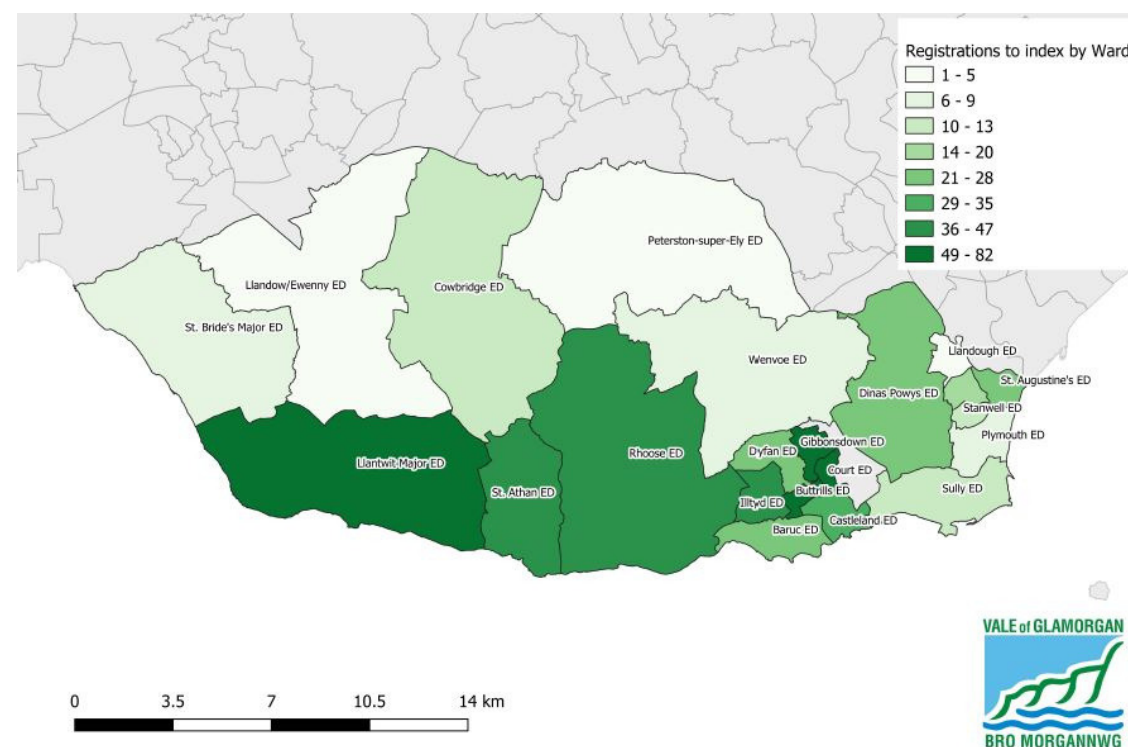 Registrations to index by Ward
1 - 5
6 - 9
10 - 13
14 - 20
21 - 28
29 - 35
36 - 47
49 - 82
Peterston-super-Ely ED
Llandow/Ewenny ED
Cowbridge ED
St. Bride's Major ED
Wenvoe ED
Llandough ED
St. Augustine's ED
Dinas Powys ED
Stanwell ED
Plymouth ED
Gibbonsdown ED
Dyfan ED
Rhoose ED
Llantwit Major ED
Court ED
St. Athan ED
Illtyd ED
Buttrills ED
Sully ED
Castleland ED
Baruc ED
VALE of GLAMORGAN
BRO MORGANNWG
0 3.5 7 10.5 14 km